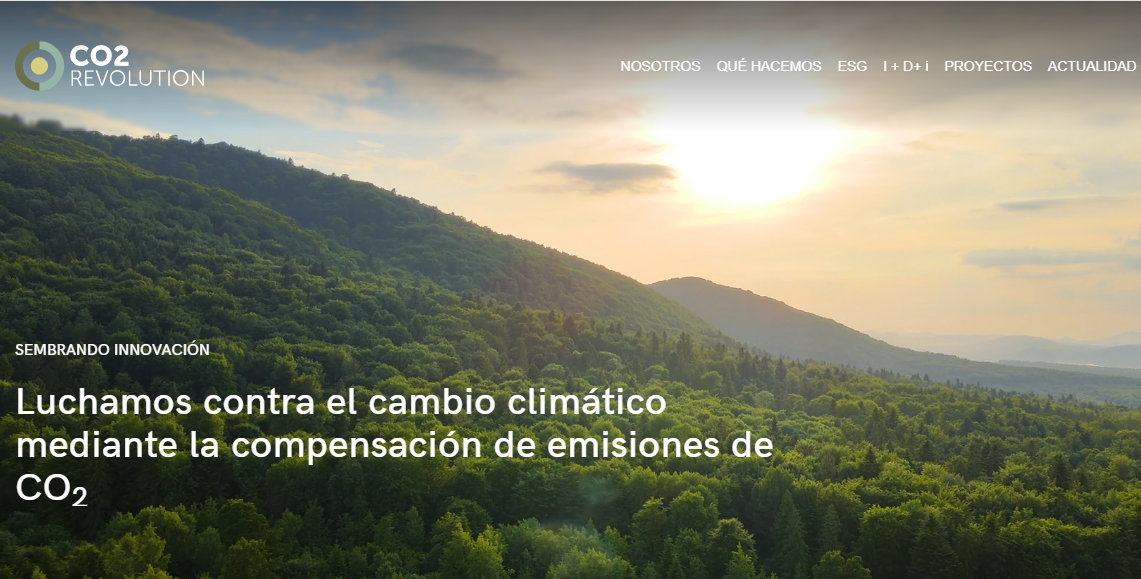 CO2
REVOLUTION
NOSOTROS QUÉ HACEMOS ESG I + D+ i PROYECTOS ACTUALIDAD
SEMBRANDO INNOVACIÓN
Luchamos contra el cambio climático
mediante la compensación de emisiones de
CO₂